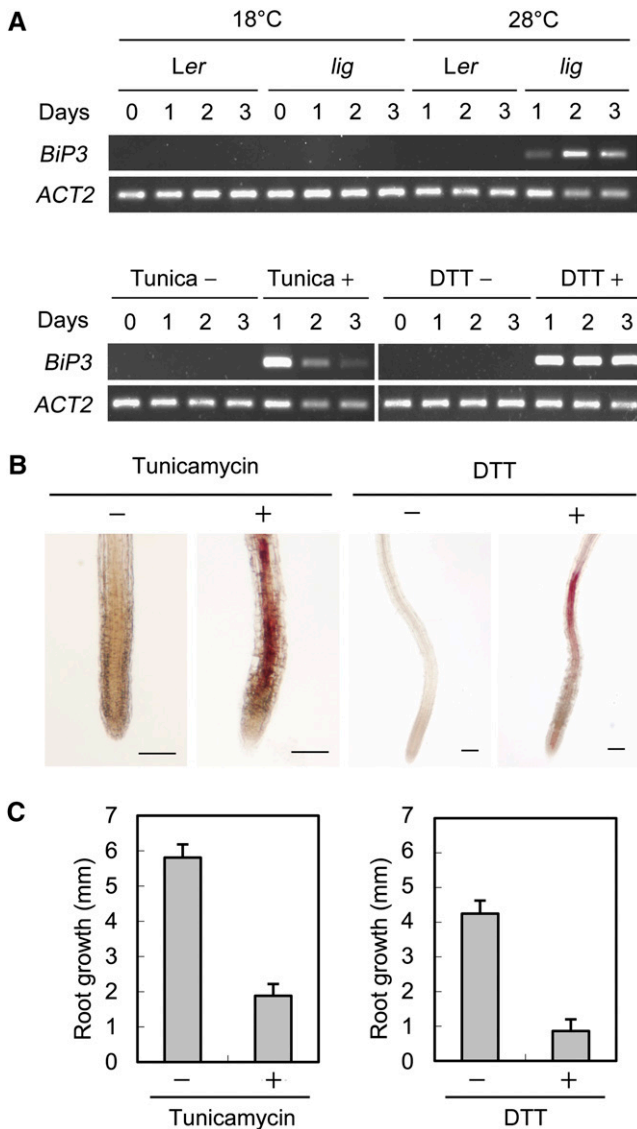 A
18°C 28°C
Ler lig Ler lig
Days 0 1 2 3 0 1 2 3 1 2 3 1 2 3
BiP3
ACT2
Tunica – Tunica + DTT – DTT +
Days 0 1 2 3 1 2 3 0 1 2 3 1 2 3
BiP3
ACT2
B
Tunicamycin DTT
– + – +
C
Root growth (mm)
7
6
5
4
3
2
1
0
– +
Tunicamycin
Root growth (mm)
7
6
5
4
3
2
1
0
– +
DTT